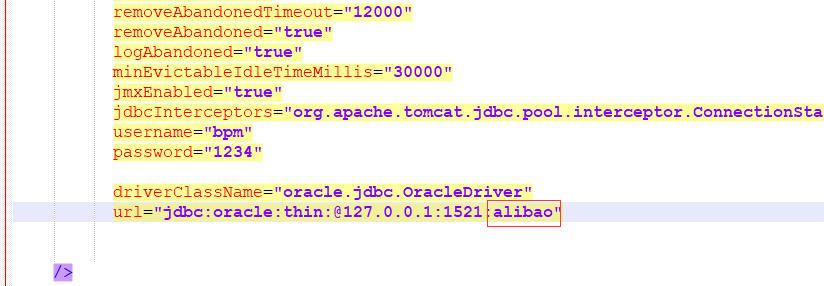 removeAbandonedTimeout="12000"
removeAbandoned="true"
logAbandoned="true"
minEvictableIdleTimeMillis="30000"
jmxEnabled="true"
jdbcInterceptors="org.apache.tomcat.jdbc.pool.interceptor.ConnectionSta
username="bpm"
password="1234"
driverClassName="oracle.jdbc.OracleDriver"
url="jdbc:oracle:thin:@127.0.0.1:1521:alibao"
/>